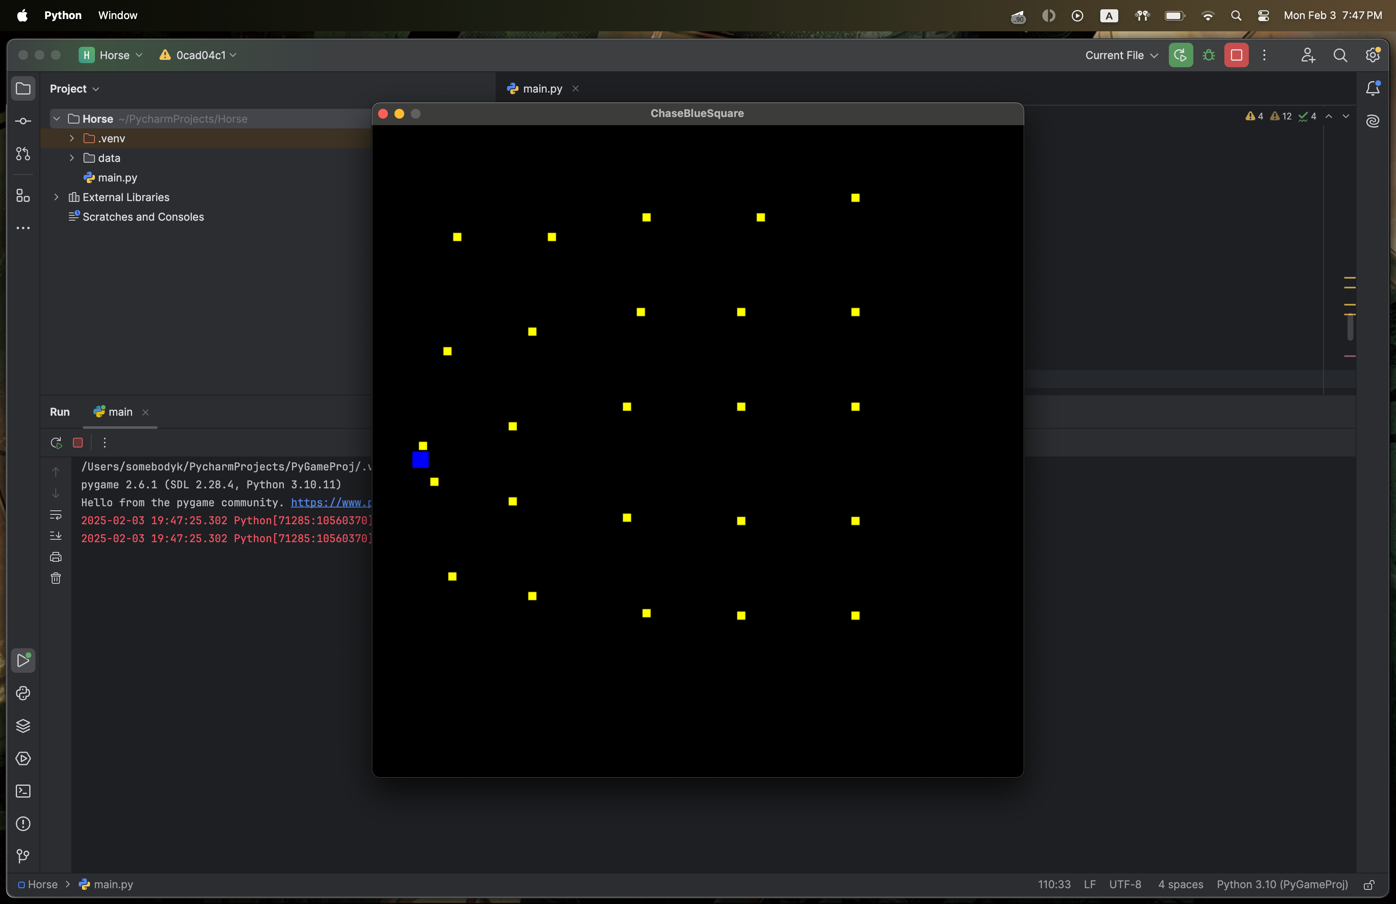 Python Window
A
Mon Feb 3 7:47 PM
H Horse
0cad04c1
Current File
Project
main.py
Horse ~/PycharmProjects/Horse
.venv
data
main.py
External Libraries
Scratches and Consoles
ChaseBlueSquare
4 12 4
Run main
/Users/somebodyk/PycharmProjects/PyGameProj/.v
pygame 2.6.1 (SDL 2.28.4, Python 3.10.11)
Hello from the pygame community. https://www.p
2025-02-03 19:47:25.302 Python[71285:10560370]
2025-02-03 19:47:25.302 Python[71285:10560370]
Horse > main.py
110:33 LF UTF-8 4 spaces Python 3.10 (PyGameProj)